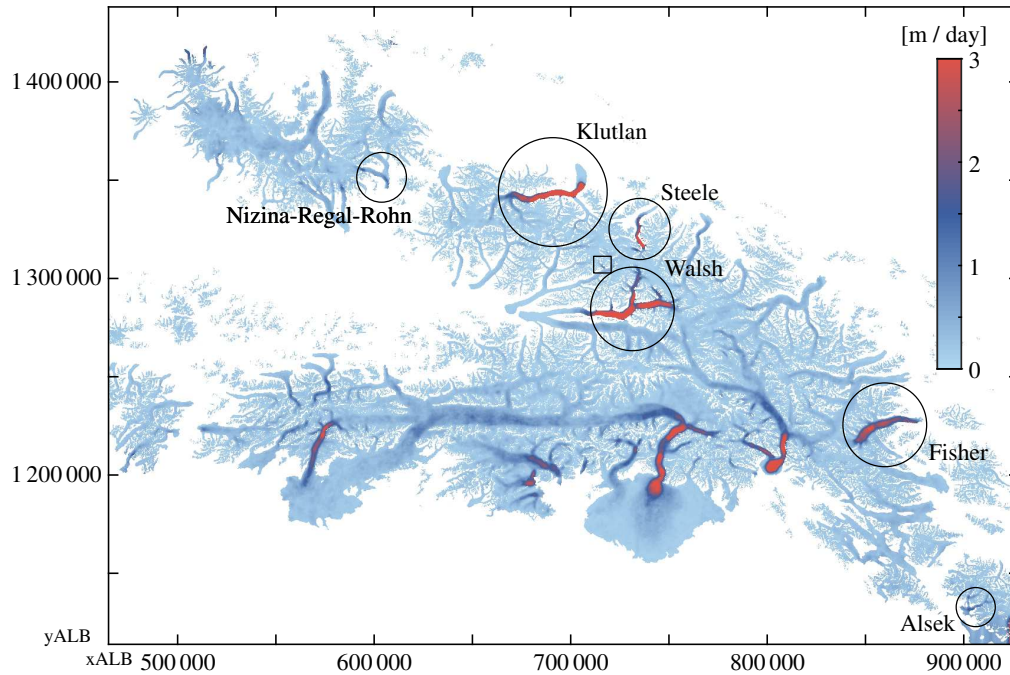 [m / day]
3
2
1
0
1 400 000
1 300 000
1 200 000
Klutlan
Steele
Nizina-Regal-Rohn
Walsh
Fisher
Alsek
yALB
xALB
500 000
600 000
700 000
800 000
900 000